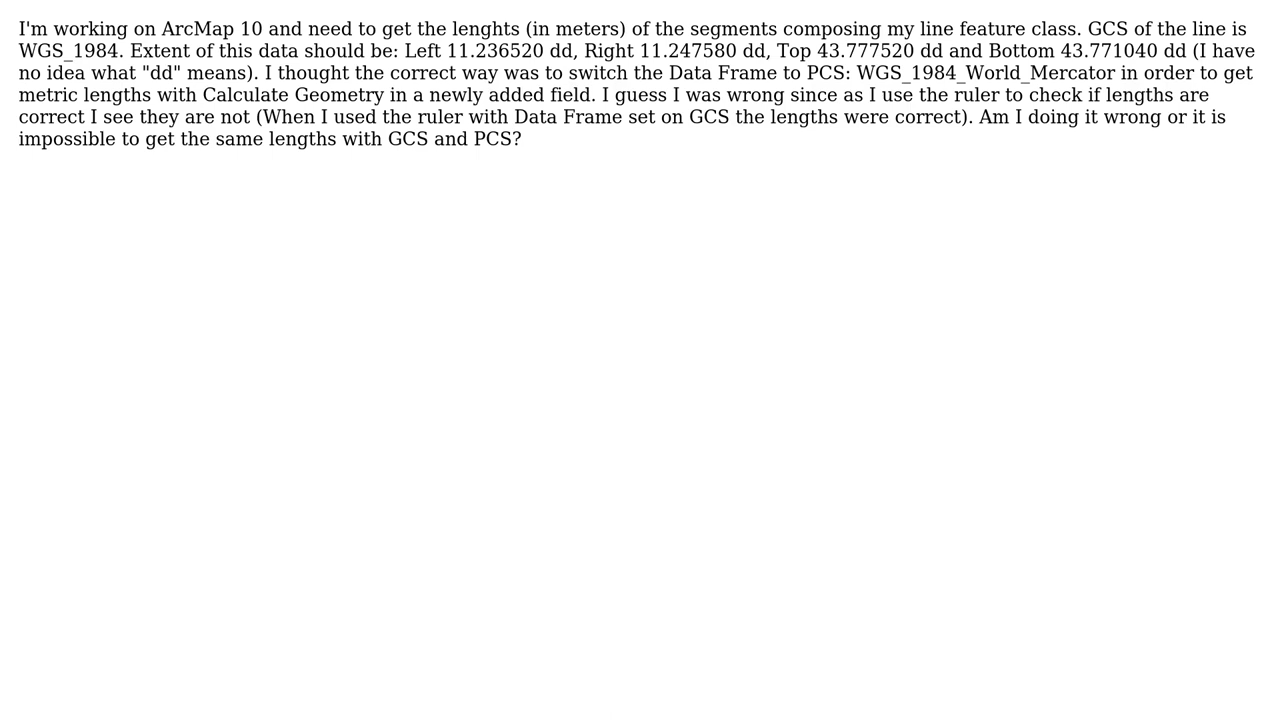 I'm working on ArcMap 10 and need to get the lenghts (in meters) of the segments composing my line feature class. GCS of the line is
WGS_1984. Extent of this data should be: Left 11.236520 dd, Right 11.247580 dd, Top 43.777520 dd and Bottom 43.771040 dd (I have
no idea what "dd" means). I thought the correct way was to switch the Data Frame to PCS: WGS_1984_World_Mercator in order to get
metric lengths with Calculate Geometry in a newly added field. I guess I was wrong since as I use the ruler to check if lengths are
correct I see they are not (When I used the ruler with Data Frame set on GCS the lengths were correct). Am I doing it wrong or it is
impossible to get the same lengths with GCS and PCS?